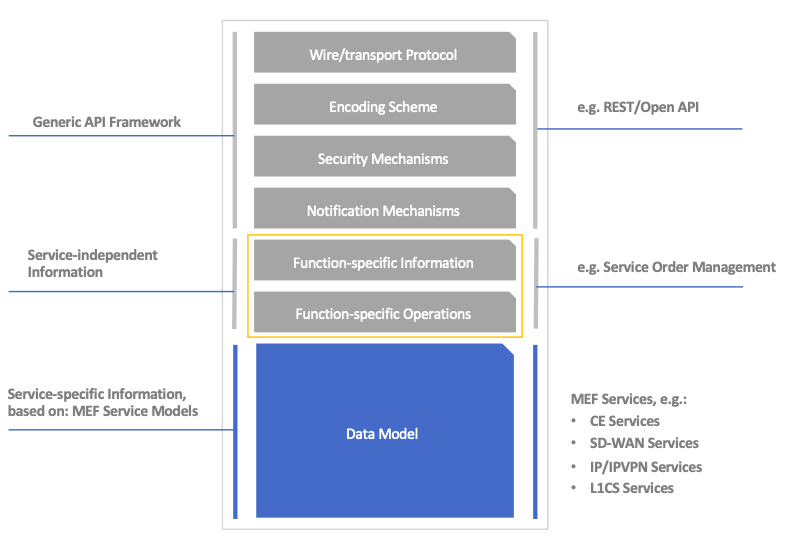 Wire/transport Protocol
Encoding Scheme
Security Mechanisms
Notification Mechanisms
Function-specific Information
Function-specific Operations
Data Model
Generic API Framework
Service-independent
Information
Service-specific Information,
based on: MEF Service Models
e.g. REST/Open API
e.g. Service Order Management
MEF Services, e.g.:
• CE Services
• SD-WAN Services
• IP/IPVPN Services
• L1CS Services